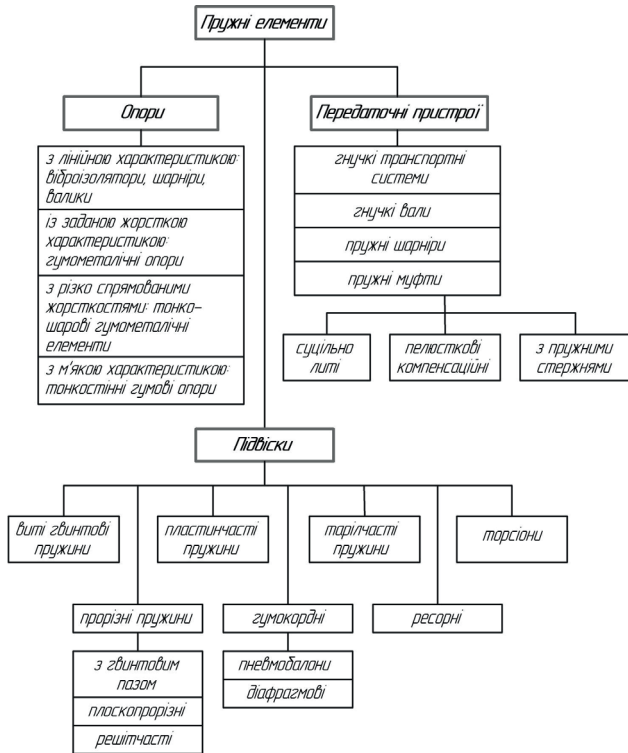 Пружні елементи
Опори
Передаточні пристрої
з лінійною характеристикою:
віброізолятори, шарніри,
валики
із заданою жорсткою
характеристикою:
гумометалічні опори
з різко спрямованими
жорсткостями: тонко-
шарові гумометалічні
елементи
з м'якою характеристикою:
тонкостінні гумові опори
гнучкі транспортні
системи
гнучкі вали
пружні шарніри
пружні муфти
суцільно
литі
пелюсткові
компенсаційні
з пружними
стержнями
Підвіски
виті гвинтові
пружини
пластинчасті
пружини
тарілчасті
пружини
торсіони
прорізні пружини
гумокордні
ресорні
з гвинтовим
пазом
плоскопрорізні
решітчасті
пневмобалони
діафрагмові